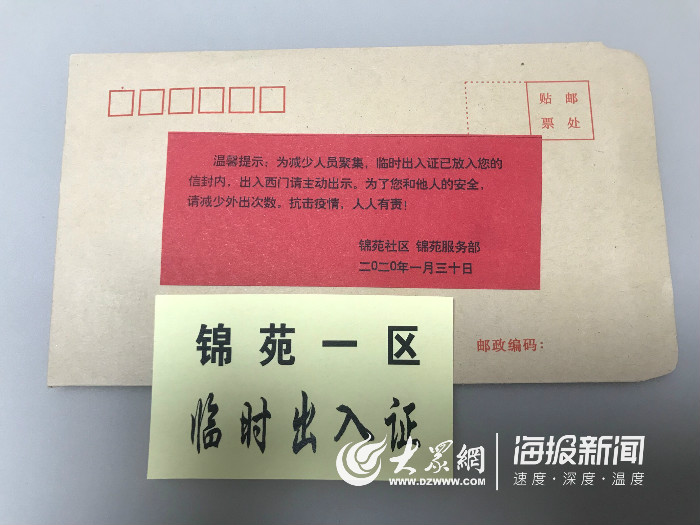 贴 邮
票 处
温馨提示：为减少人员聚集，临时出入证已放入您的
信封内，出入西门请主动出示。为了您和他人的安全，
请减少外出次数。抗击疫情，人人有责！
锦苑社区 锦苑服务部
二0二0年一月三十日
锦苑一区
临时出入证
邮政编码：
大众網
WWW.DZWWW.COM
海报新闻
速度·深度·温度